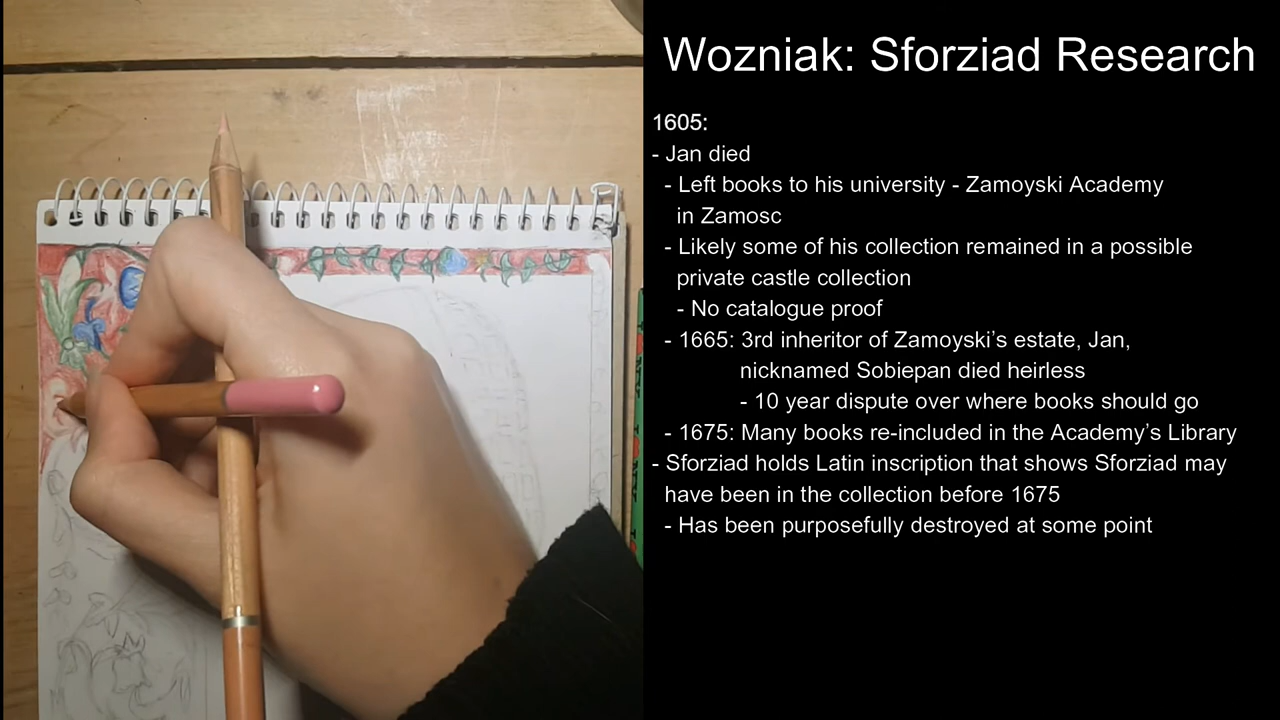 Wozniak: Sforziad Research
1605:
- Jan died
- Left books to his university - Zamoyski Academy
in Zamosc
- Likely some of his collection remained in a possible
private castle collection
- No catalogue proof
- 1665: 3rd inheritor of Zamoyski’s estate, Jan,
nicknamed Sobiepan died heirless
- 10 year dispute over where books should go
- 1675: Many books re-included in the Academy’s Library
- Sforziad holds Latin inscription that shows Sforziad may
have been in the collection before 1675
- Has been purposefully destroyed at some point